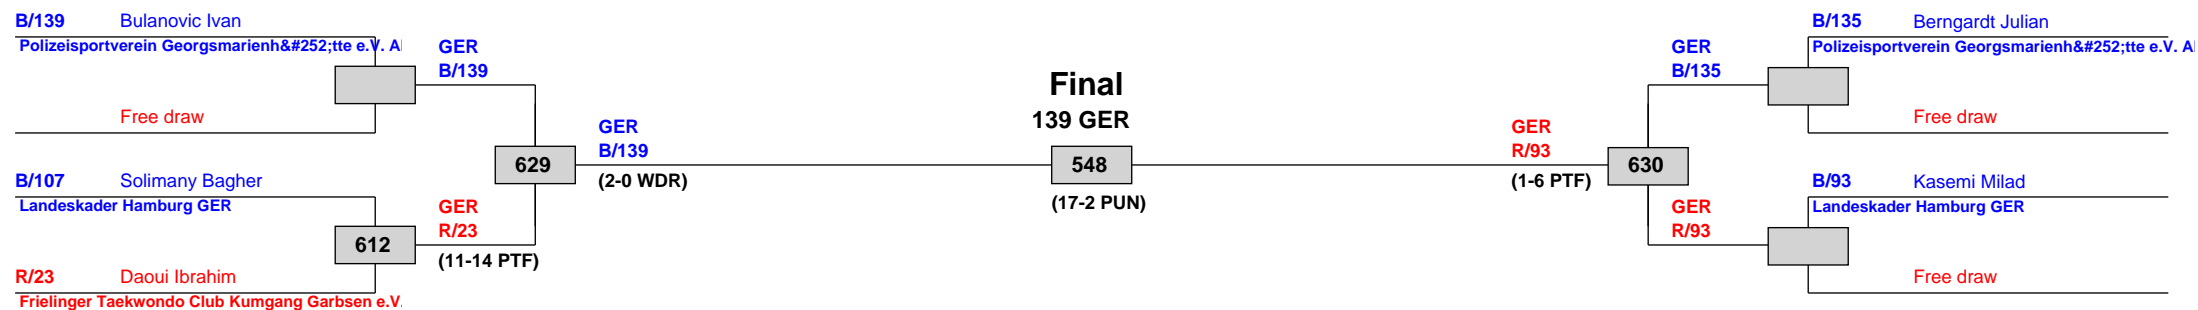 B/139 Bulanovic Ivan
Polizeisportverein Georgsmarienh&#252;tte e.V. Al
GER
B/139
Free draw
GER
B/139
(2-0 WDR)
629
B/107 Solimany Bagher
Landeskader Hamburg GER
GER
R/23
612
(11-14 PTF)
R/23 Daoui Ibrahim
Frielinger Taekwondo Club Kumgang Garbsen e.V.
Final
139 GER
548
(17-2 PUN)
B/135 Berngardt Julian
Polizeisportverein Georgsmarienh&#252;tte e.V. Al
GER
B/135
Free draw
GER
R/93
(1-6 PTF)
630
B/93 Kasemi Milad
Landeskader Hamburg GER
GER
R/93
Free draw